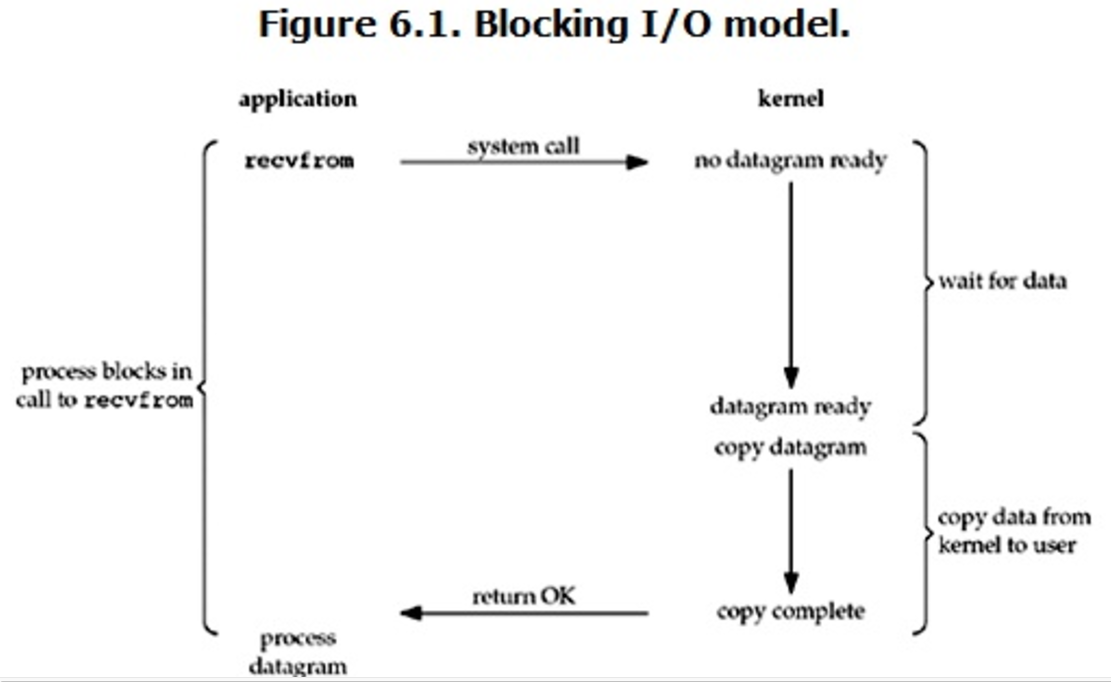 Figure 6.1. Blocking I/O model.
application
kernel
recvfrom
system call
no datagram ready
wait for data
process blocks in
call to recvfrom
datagram ready
copy datagram
copy data from
kernel to user
return OK
copy complete
process
datagram